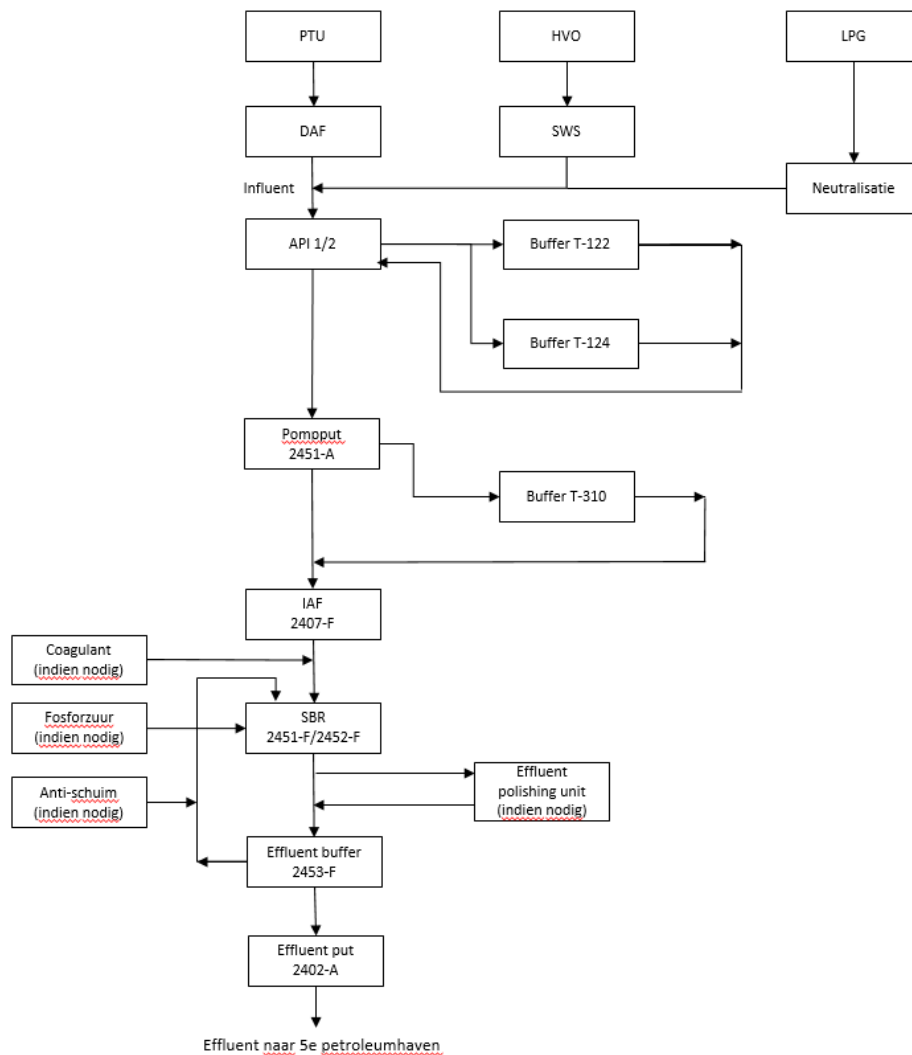 PTU
HVO
LPG
DAF
SWS
Neutralisatie
Influent
API 1/2
Buffer T-122
Buffer T-124
Pompput
2451-A
Buffer T-310
IAF
2407-F
Coagulant
(indien nodig)
Fosforzuur
(indien nodig)
SBR
2451-F/2452-F
Anti-schuim
(indien nodig)
Effluent
polishing unit
(indien nodig)
Effluent buffer
2453-F
Effluent put
2402-A
Effluent naar 5e petroleumhaven